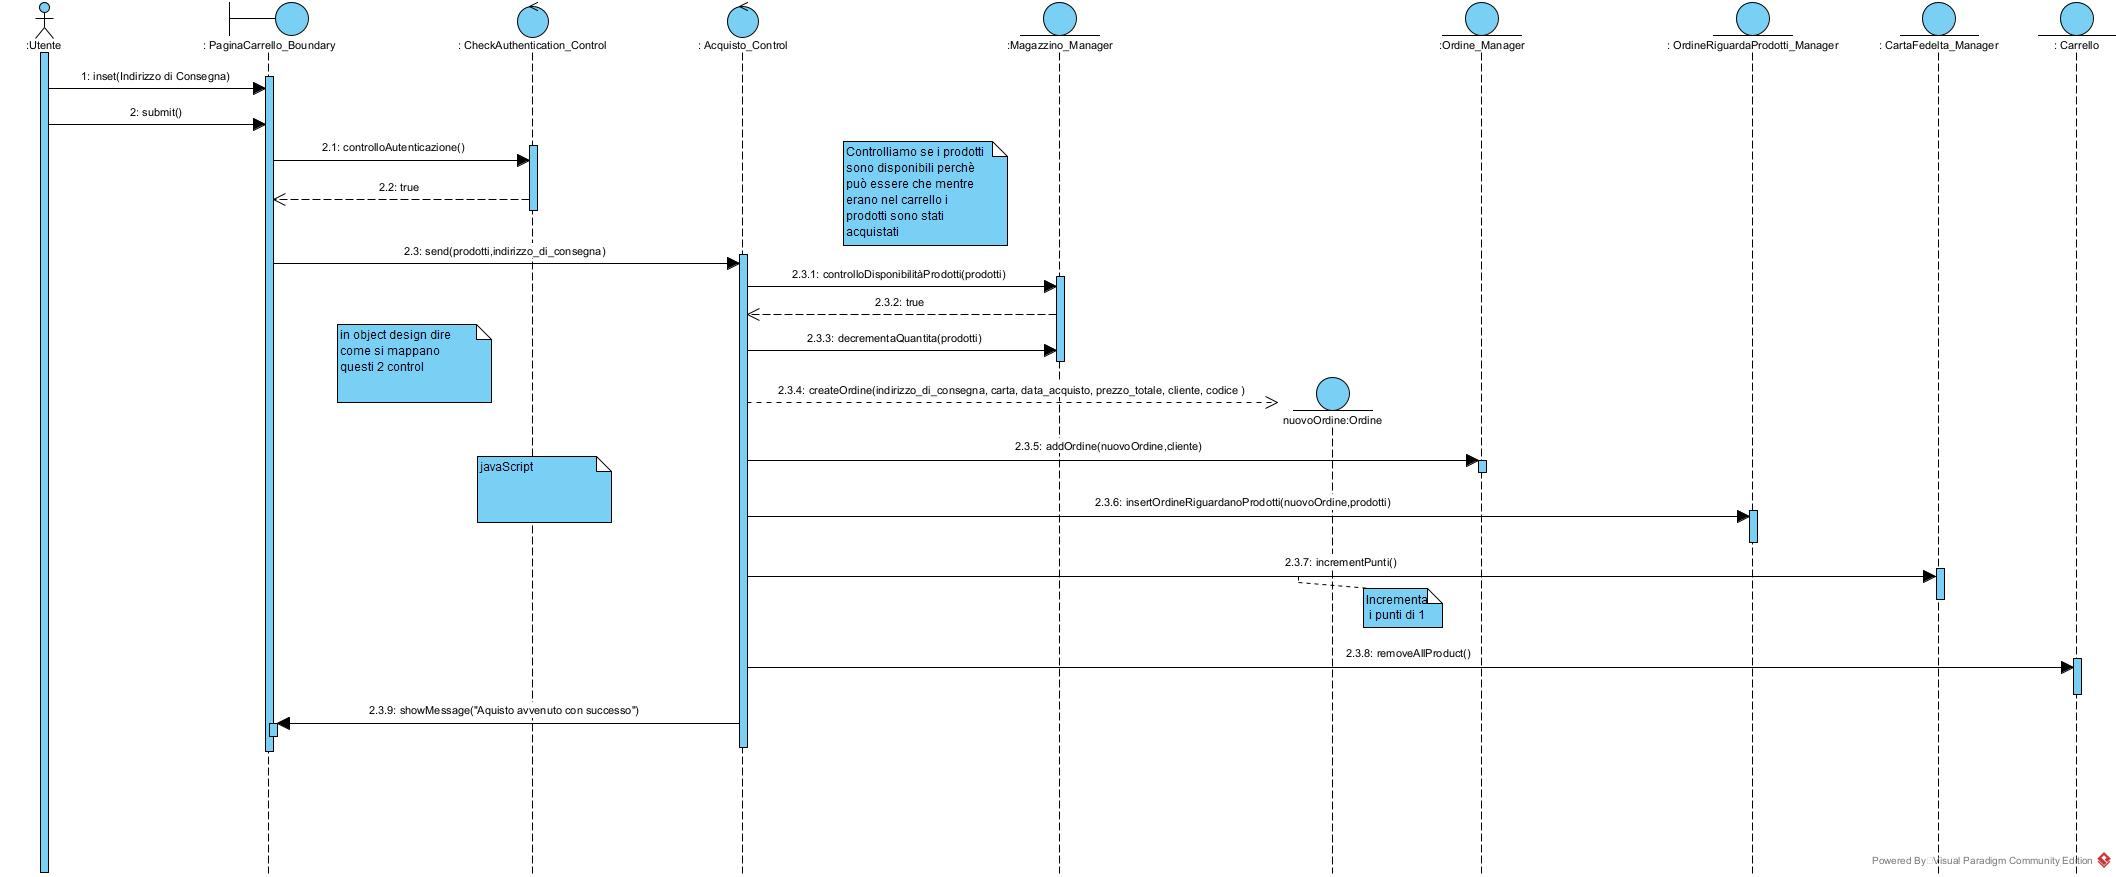 :Utente
: PaginaCarrello_Boundary
: CheckAuthentication_Control
: Acquisto_Control
:Magazzino_Manager
:Ordine_Manager
: OrdineRiguardaProdotti_Manager
: CartaFedelta_Manager
: Carrello
1: inset(Indirizzo di Consegna)
2: submit()
2.1: controlloAutenticazione()
Controlliamo se i prodotti
sono disponibili perchè
può essere che mentre
erano nel carrello i
prodotti sono stati
acquistati
2.2: true
2.3: send(prodotti,indirizzo_di_consegna)
2.3.1: controlloDisponibilitàProdotti(prodotti)
2.3.2: true
in object design dire
come si mappano
questi 2 control
2.3.3: decrementaQuantita(prodotti)
2.3.4: createOrdine(indirizzo_di_consegna, carta, data_acquisto, prezzo_totale, cliente, codice )
nuovoOrdine:Ordine
2.3.5: addOrdine(nuovoOrdine,cliente)
javaScript
2.3.6: insertOrdineRiguardanoProdotti(nuovoOrdine,prodotti)
2.3.7: incrementPunti()
Incrementa
i punti di 1
2.3.8: removeAllProduct()
2.3.9: showMessage("Aquisto avvenuto con successo")
Powered By Visual Paradigm Community Edition